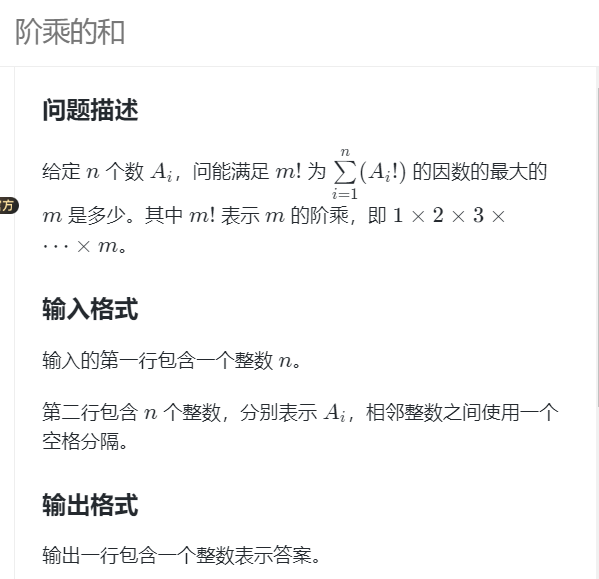 阶乘的和
问题描述
给定 n 个数 A_i，问能满足 m! 为 \sum_{i=1}^{n}(A_i!) 的因数的最大的
m 是多少。其中 m! 表示 m 的阶乘，即 1 × 2 × 3 ×
⋯ × m。
方
输入格式
输入的第一行包含一个整数 n。
第二行包含 n 个整数，分别表示 A_i，相邻整数之间使用一个
空格分隔。
输出格式
输出一行包含一个整数表示答案。